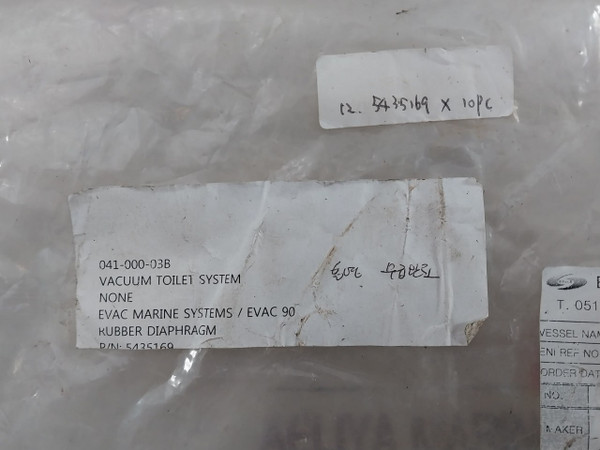 12. 5435169 X 10PC
041-000-03B
VACUUM TOILET SYSTEM
NONE
EVAC MARINE SYSTEMS / EVAC 90
RUBBER DIAPHRAGM
P/N: 5435169
T. 051
VESSEL NAM
ENI REF NO
ORDER DAT
NO.
MAKER